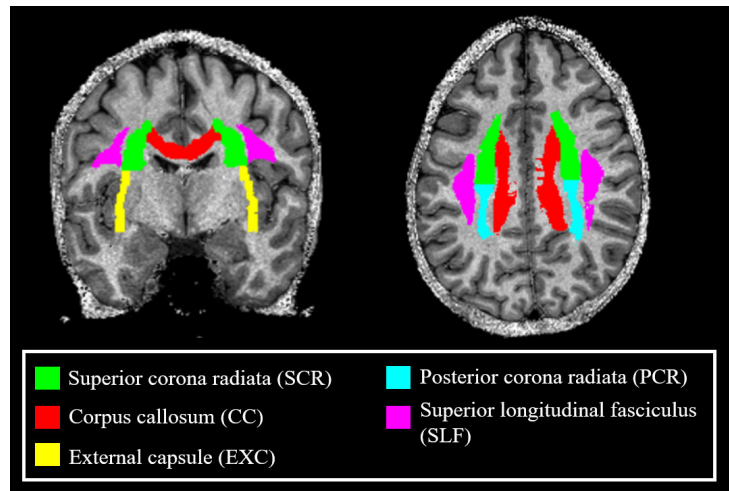 Superior corona radiata (SCR)
Corpus callosum (CC)
External capsule (EXC)
Posterior corona radiata (PCR)
Superior longitudinal fasciculus
(SLF)